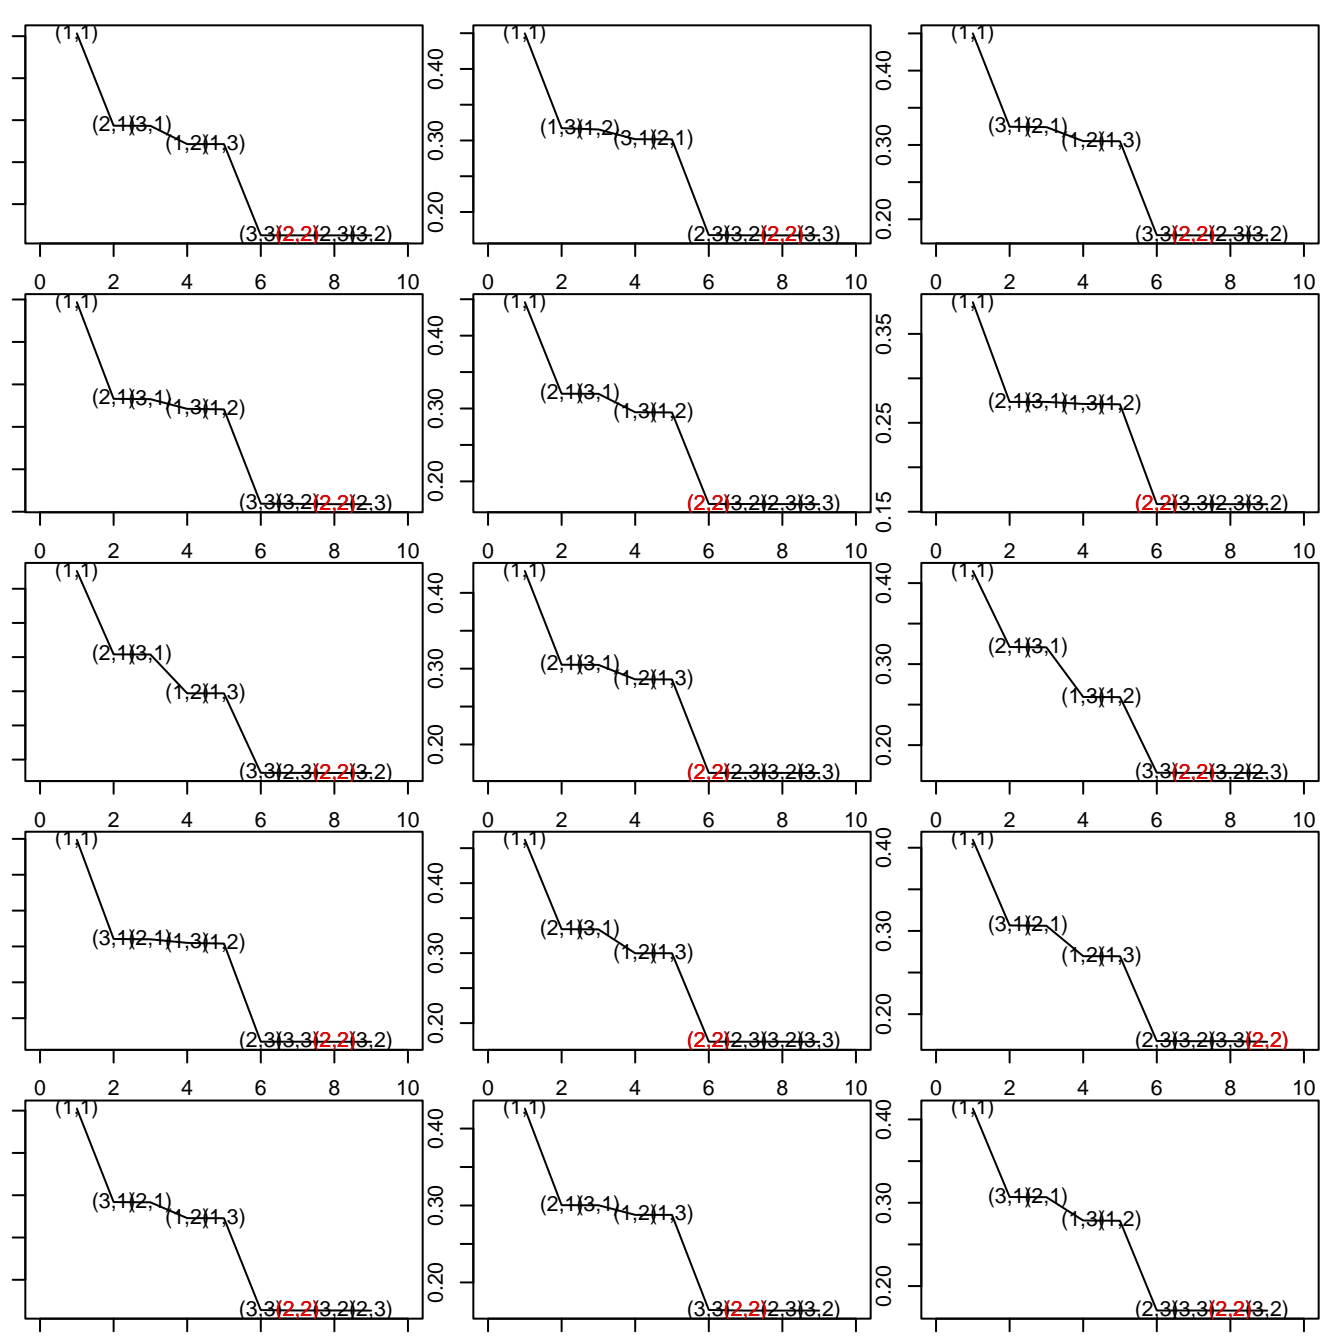 (1,1) (1,1) (1,1)
0.40 0.40
(2,1) (3,1) (1,3) (1,2) (3,1) (2,1)
(1,2) (1,3) (3,1) (2,1) (1,2) (1,3)
0.30 0.30
0.20 0.20
(3,3) (2,2) (2,3) (3,2) (2,3) (3,2) (2,2) (3,3) (3,3) (2,2) (2,3) (3,2)
0 2 4 6 8 10 0 2 4 6 8 10 0 2 4 6 8 10
(1,1) (1,1) (1,1)
0.40 0.35
(2,1) (3,1) (2,1) (3,1) (2,1) (3,1) (1,3) (1,2)
(1,3) (1,2) (1,3) (1,2)
0.30 0.25
0.20 0.15
(3,3) (3,2) (2,2) (2,3) (2,2) (3,2) (2,3) (3,3) (2,2) (3,3) (2,3) (3,2)
0 2 4 6 8 10 0 2 4 6 8 10 0 2 4 6 8 10
(1,1) (1,1) (1,1)
0.40 0.40
(2,1) (3,1) (2,1) (3,1) (2,1) (3,1)
0.30 0.30
(1,2) (1,3) (1,2) (1,3) (1,3) (1,2)
0.20 0.20
(3,3) (2,3) (2,2) (3,2) (2,2) (2,3) (3,2) (3,3) (3,3) (2,2) (3,2) (2,3)
0 2 4 6 8 10 0 2 4 6 8 10 0 2 4 6 8 10
(1,1) (1,1) (1,1)
0.40 0.40
(3,1) (2,1) (1,3) (1,2) (2,1) (3,1) (3,1) (2,1)
(1,2) (1,3) (1,2) (1,3)
0.30 0.30
0.20 0.20
(2,3) (3,3) (2,2) (3,2) (2,2) (2,3) (3,2) (3,3) (2,3) (3,2) (3,3) (2,2)
0 2 4 6 8 10 0 2 4 6 8 10 0 2 4 6 8 10
(1,1) (1,1) (1,1)
0.40 0.40
(3,1) (2,1) (2,1) (3,1) (3,1) (2,1)
0.30 0.30
(1,2) (1,3) (1,2) (1,3) (1,3) (1,2)
0.20 0.20
(3,3) (2,2) (3,2) (2,3) (3,3) (2,2) (2,3) (3,2) (2,3) (3,3) (2,2) (3,2)